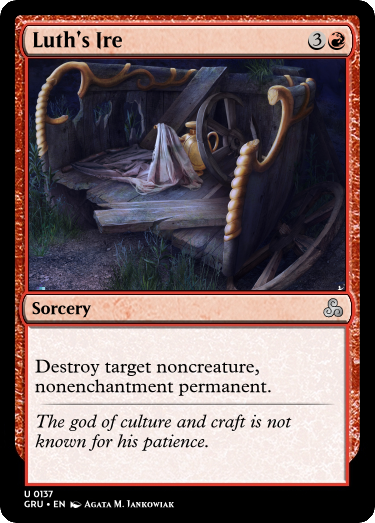 Luth's Ire 3
Sorcery
Destroy target noncreature,
nonenchantment permanent.
The god of culture and craft is not
known for his patience.
U 0137
GRU • EN Agata M. Jankowiak